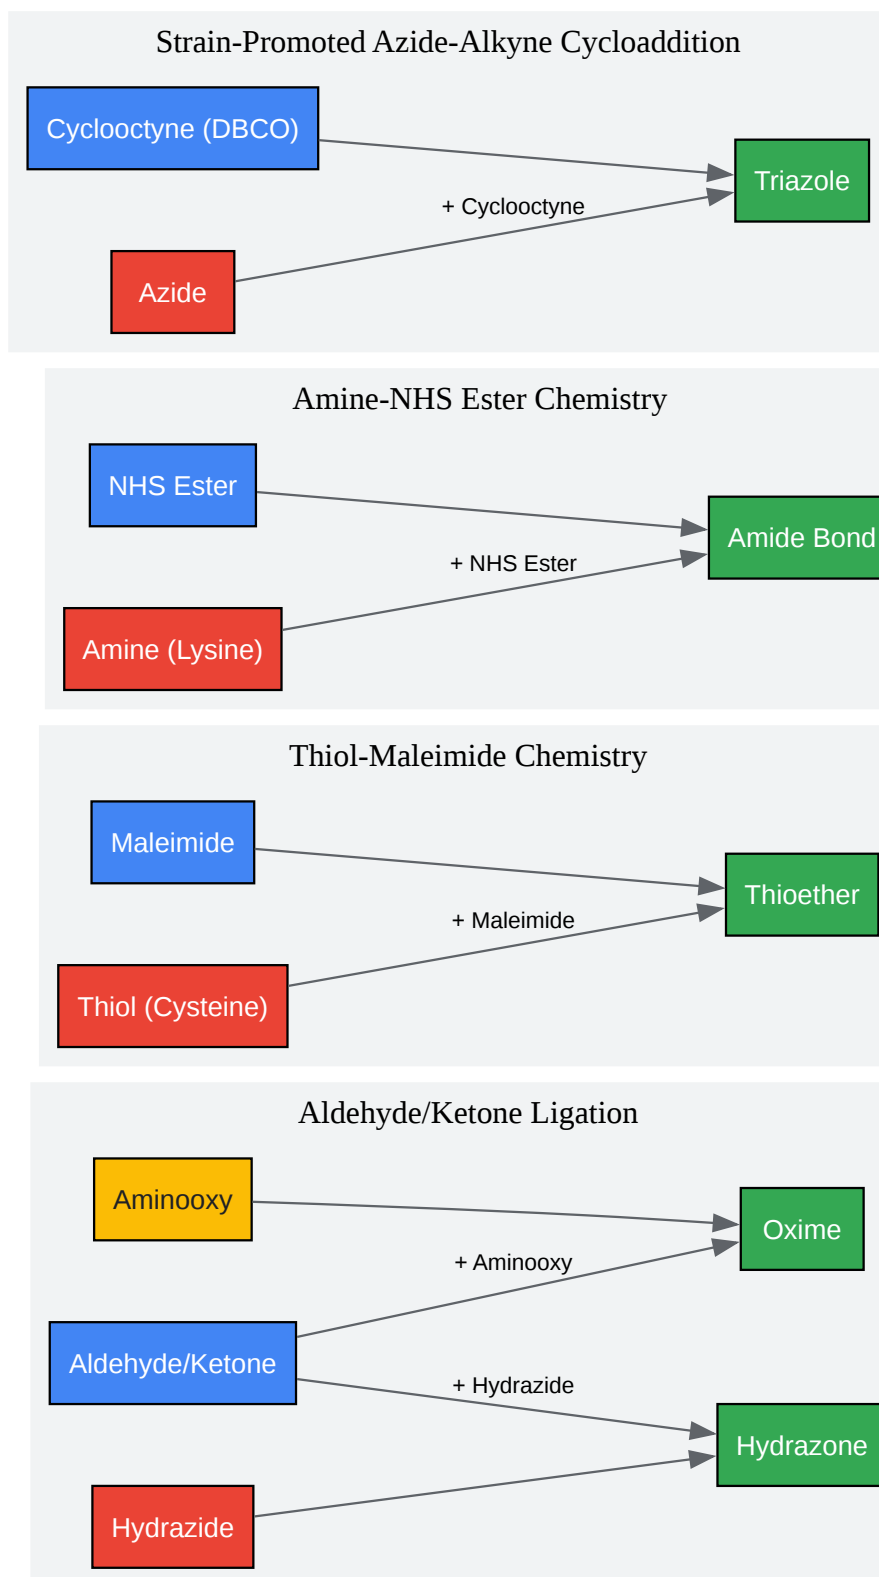 Strain-Promoted Azide-Alkyne Cycloaddition
Cyclooctyne (DBCO)
Triazole
+ Cyclooctyne
Azide
Amine-NHS Ester Chemistry
NHS Ester
Amide Bond
+ NHS Ester
Amine (Lysine)
Thiol-Maleimide Chemistry
Maleimide
Thioether
+ Maleimide
Thiol (Cysteine)
Aldehyde/Ketone Ligation
Aminooxy
Oxime
+ Aminooxy
Aldehyde/Ketone
+ Hydrazide
Hydrazone
Hydrazide